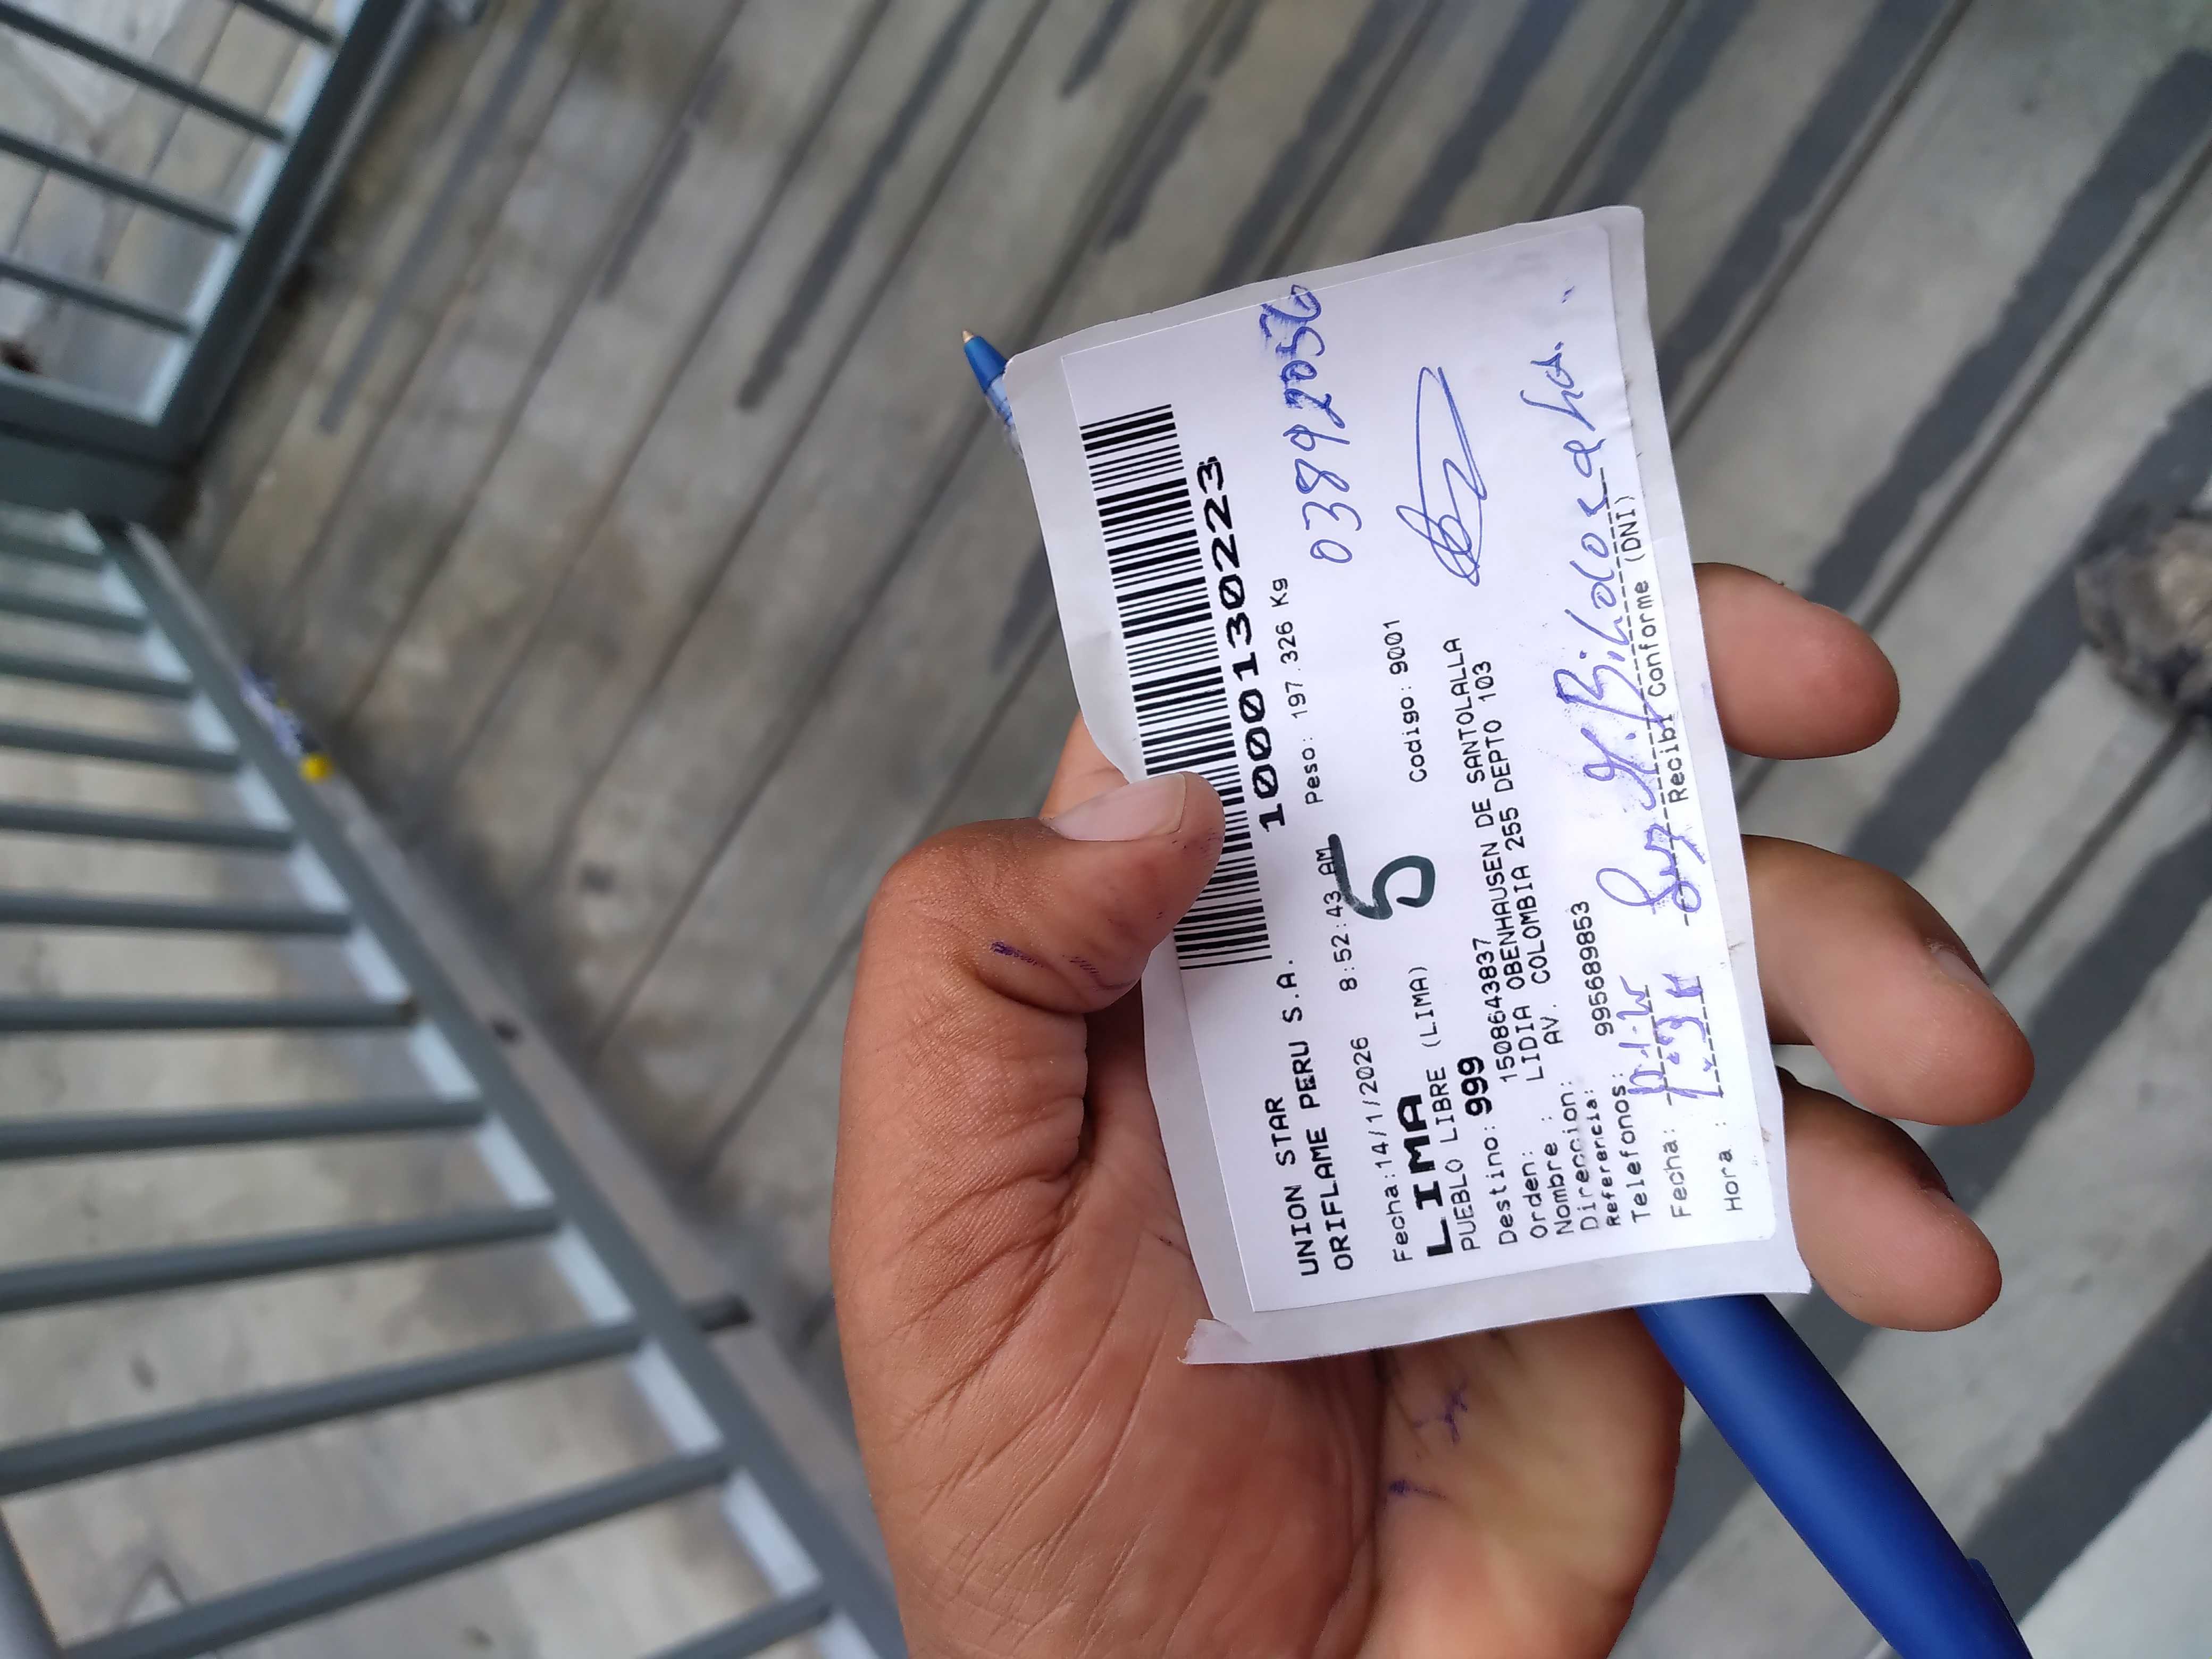 1000130223
UNION STAR
ORIFLAME PERU S.A.
Fecha:14/1/2026 8:52:43 AM Peso: 197.326 Kg
038920556
5
LIMA
PUEBLO LIBRE (LIMA) Codigo: 9001
Destino: 999
Orden: 1508643837
Nombre : LIDIA OBENHAUSEN DE SANTOLALLA
Direccion: AV. COLOMBIA 255 DEPTO 103
Referencia:
Telefonos: 995689853
Fecha:
Hora :
Recibi Conforme (DNI)